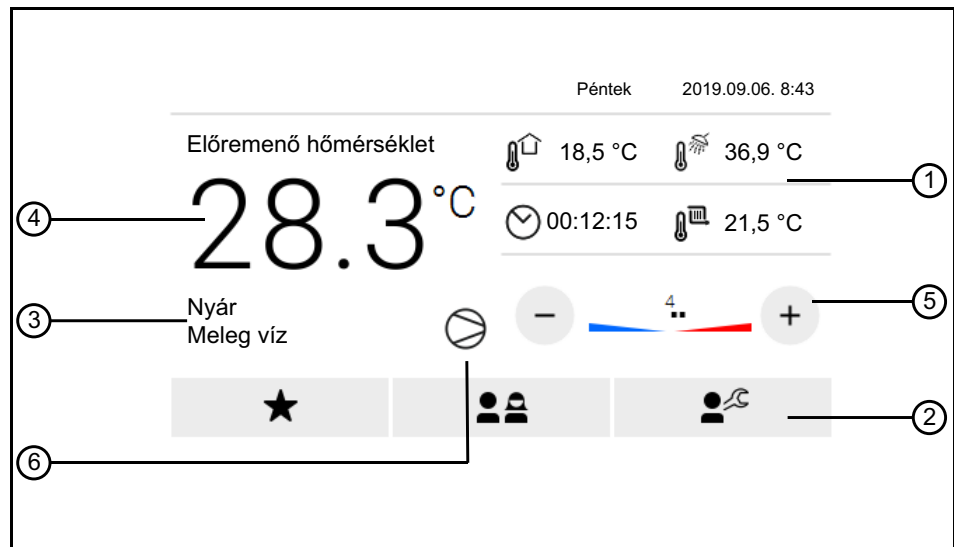 Péntek 2019.09.06. 8:43
Előremenő hőmérséklet
28.3 °C
18,5 °C 36,9 °C
00:12:15 21,5 °C
Nyár
Meleg víz
− 4 +
1
2
3
4
5
6